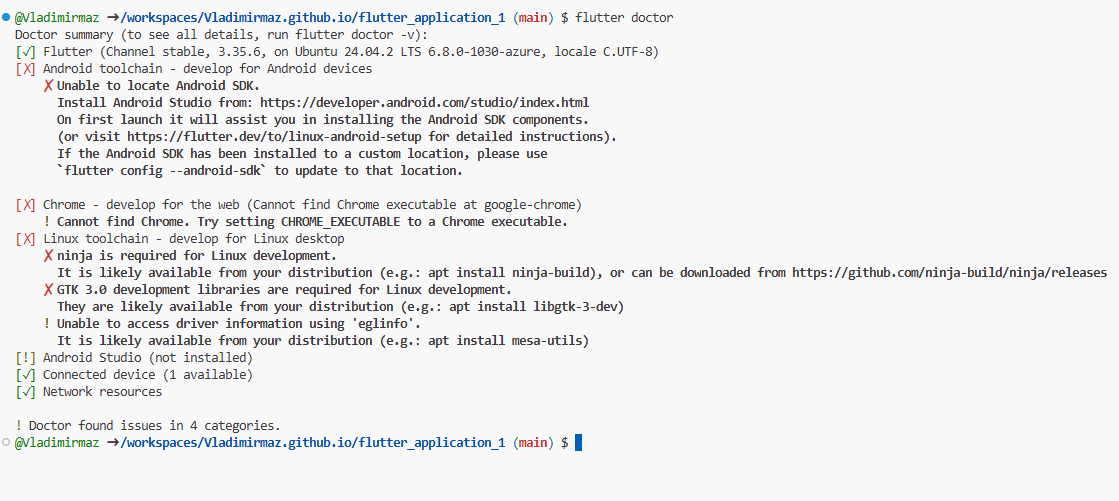 @Vladimirmaz ➜/workspaces/Vladimirmaz.github.io/flutter_application_1 (main) $ flutter doctor
Doctor summary (to see all details, run flutter doctor -v):
[✓] Flutter (Channel stable, 3.35.6, on Ubuntu 24.04.2 LTS 6.8.0-1030-azure, locale C.UTF-8)
[✗] Android toolchain - develop for Android devices
✗ Unable to locate Android SDK.
Install Android Studio from: https://developer.android.com/studio/index.html
On first launch it will assist you in installing the Android SDK components.
(or visit https://flutter.dev/to/linux-android-setup for detailed instructions).
If the Android SDK has been installed to a custom location, please use
`flutter config --android-sdk` to update to that location.
[✗] Chrome - develop for the web (Cannot find Chrome executable at google-chrome)
! Cannot find Chrome. Try setting CHROME_EXECUTABLE to a Chrome executable.
[✗] Linux toolchain - develop for Linux desktop
✗ ninja is required for Linux development.
It is likely available from your distribution (e.g.: apt install ninja-build), or can be downloaded from https://github.com/ninja-build/ninja/releases
✗ GTK 3.0 development libraries are required for Linux development.
They are likely available from your distribution (e.g.: apt install libgtk-3-dev)
! Unable to access driver information using 'eglinfo'.
It is likely available from your distribution (e.g.: apt install mesa-utils)
[!] Android Studio (not installed)
[✓] Connected device (1 available)
[✓] Network resources
! Doctor found issues in 4 categories.
@Vladimirmaz ➜/workspaces/Vladimirmaz.github.io/flutter_application_1 (main) $